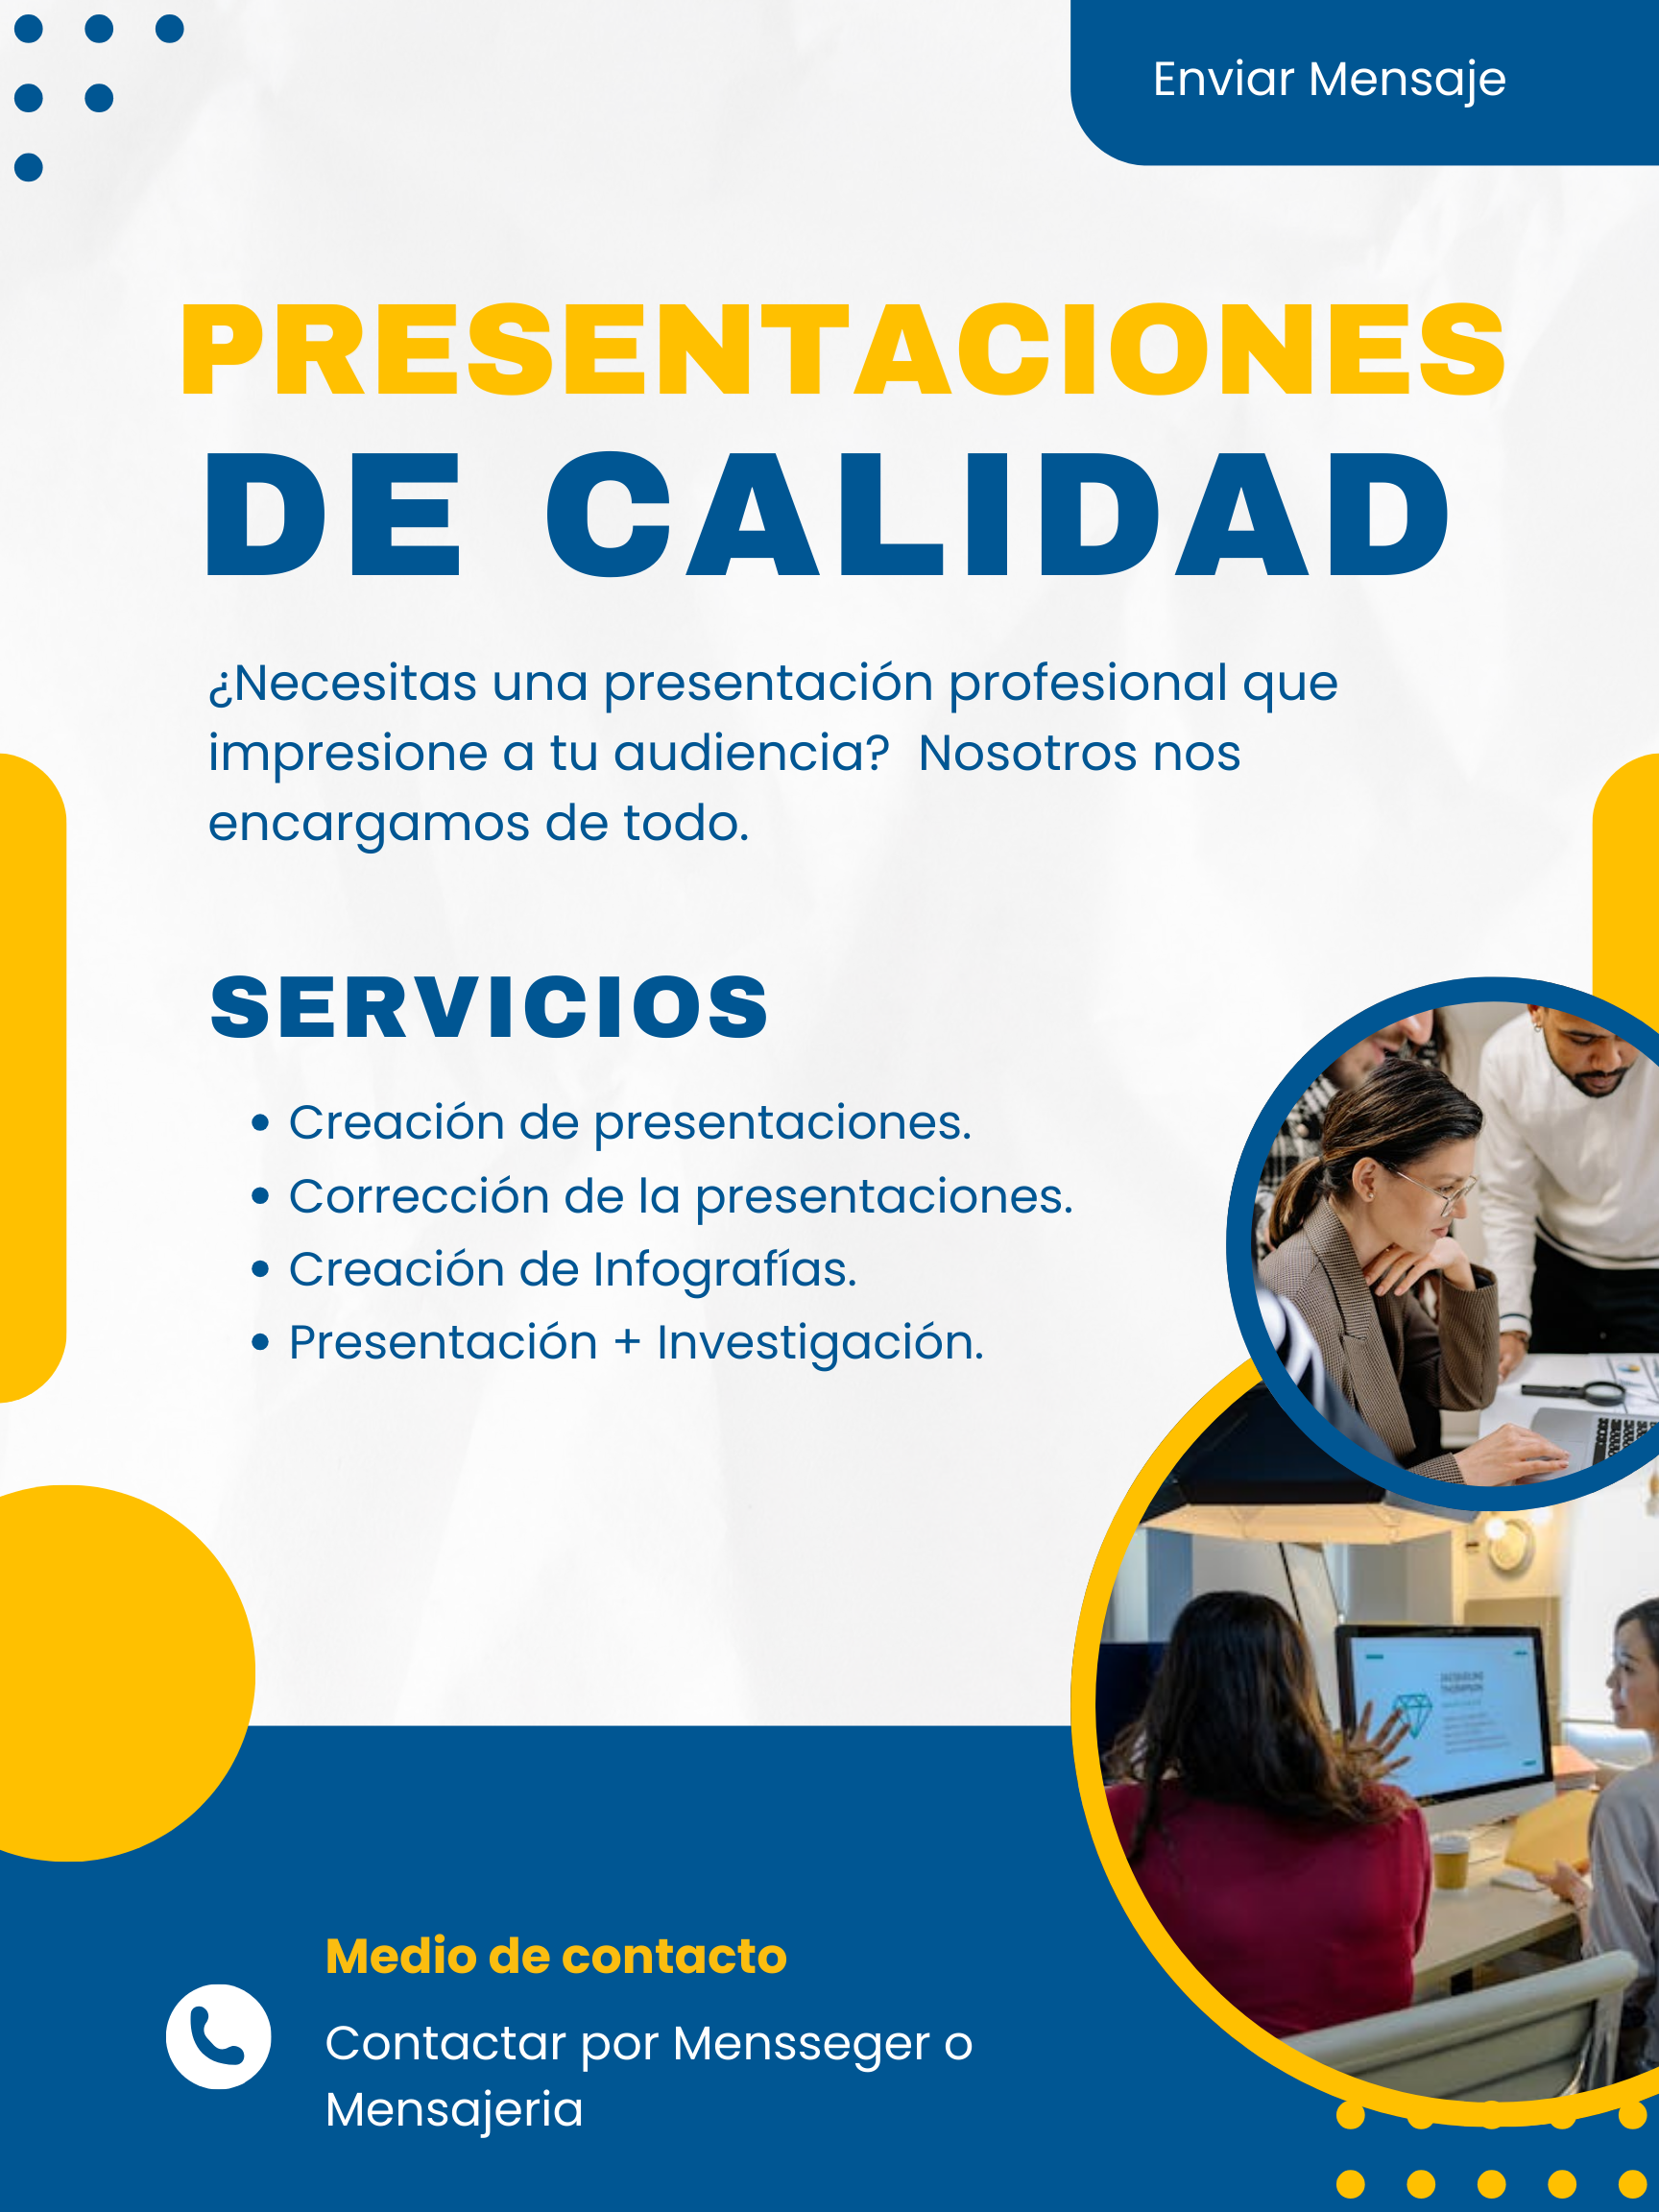 Enviar Mensaje
PRESENTACIONES
DE CALIDAD
¿Necesitas una presentación profesional que
impresione a tu audiencia?  Nosotros nos
encargamos de todo.
SERVICIOS
• Creación de presentaciones.
• Corrección de la presentaciones.
• Creación de Infografías.
• Presentación + Investigación.
Medio de contacto
Contactar por Mensseger o
Mensajeria